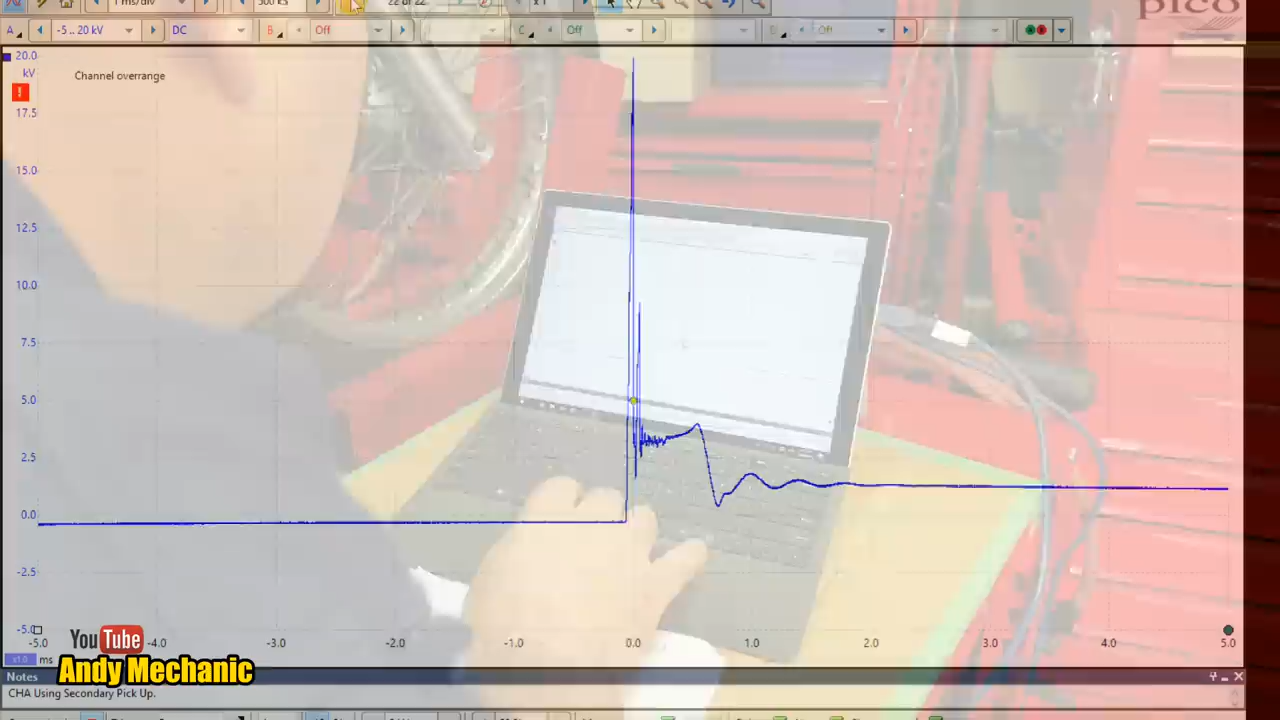 1 ms/div 500 kS 22 of 22 x 1
pico
A -5 .. 20 kV DC B Off C Off D Off
20.0
kV
Channel overrange
!
17.5
15.0
12.5
10.0
7.5
5.0
2.5
0.0
-2.5
-5.0
-5.0 -4.0 -3.0 -2.0 -1.0 0.0 1.0 2.0 3.0 4.0 5.0
x1.0 ms
YouTube
Andy Mechanic
Notes
CHA Using Secondary Pick Up.